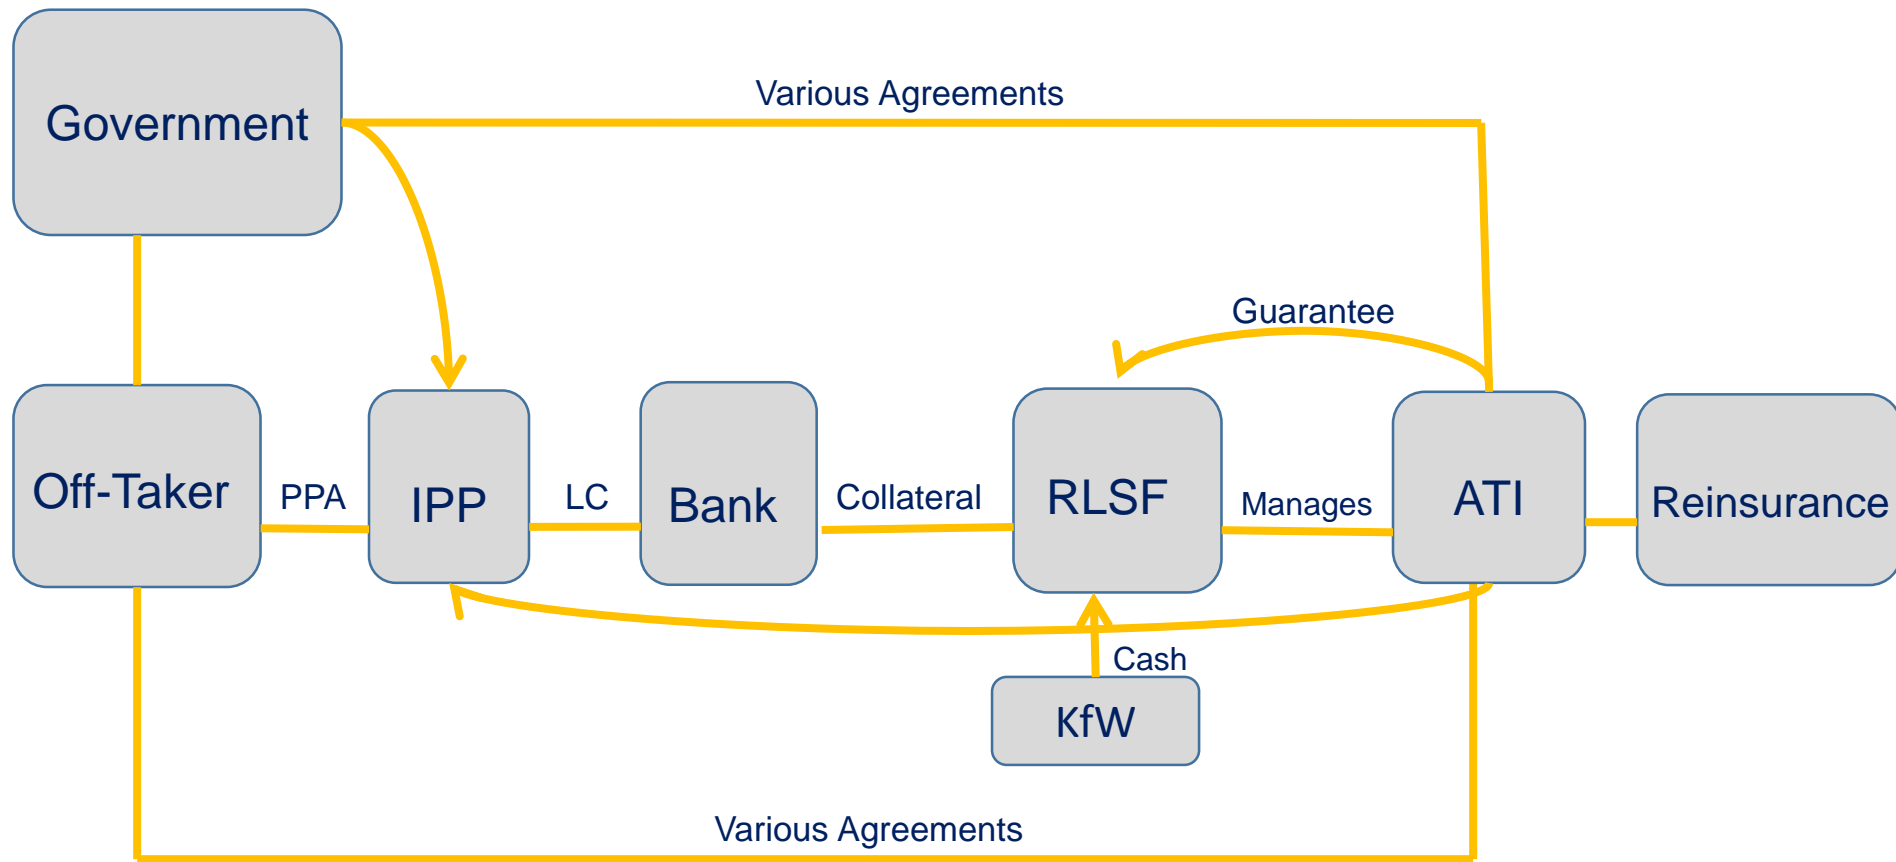 Government
Various Agreements
Guarantee
Off-Taker
PPA
IPP
LC
Bank
Collateral
RLSF
Manages
ATI
Reinsurance
Cash
KfW
Various Agreements